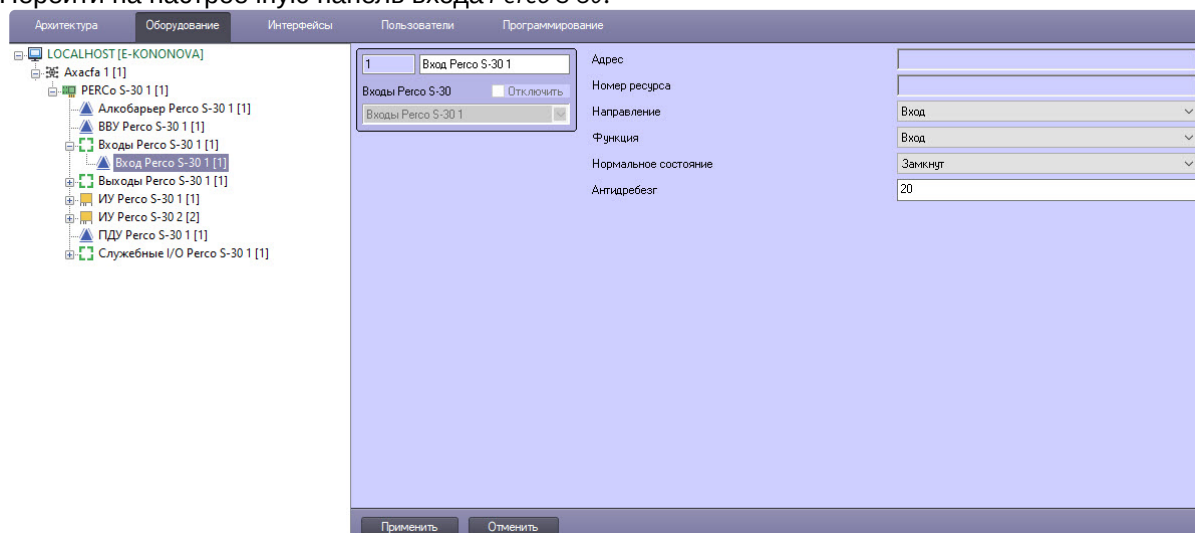 Перейти на настроечную панель входа Perco S-30.
Архитектура Оборудование Интерфейсы Пользователи Программирование
LOCALHOST [E-KONONOVA]
Axacfa 1 [1]
PERCo S-30 1 [1]
Алкобарьер Perco S-30 1 [1]
ВВУ Perco S-30 1 [1]
Входы Perco S-30 1 [1]
Вход Perco S-30 1 [1]
Выходы Perco S-30 1 [1]
ИУ Perco S-30 1 [1]
ИУ Perco S-30 2 [2]
ПДУ Perco S-30 1 [1]
Служебные I/O Perco S-30 1 [1]
1 Вход Perco S-30 1
Входы Perco S-30 Отключить
Входы Perco S-30 1
Адрес
Номер ресурса
Направление Вход
Функция Вход
Нормальное состояние Замкнут
Антидребезг 20
Применить Отменить